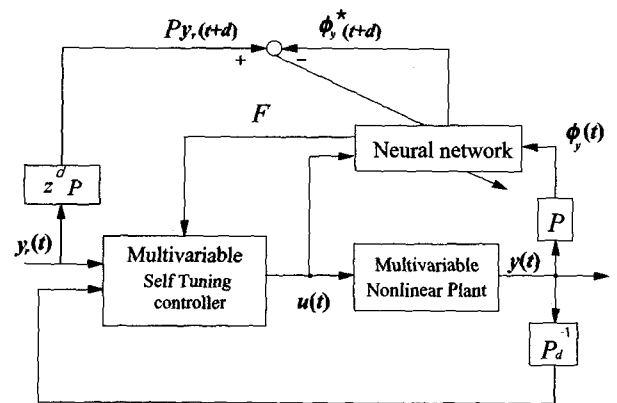 Py_r(t+d)
ϕ_y^*(t+d)
+
−
F
Neural network
ϕ_y(t)
z^d P
P
y_r(t)
Multivariable
Self Tuning
controller
u(t)
Multivariable
Nonlinear Plant
y(t)
P_d^-1